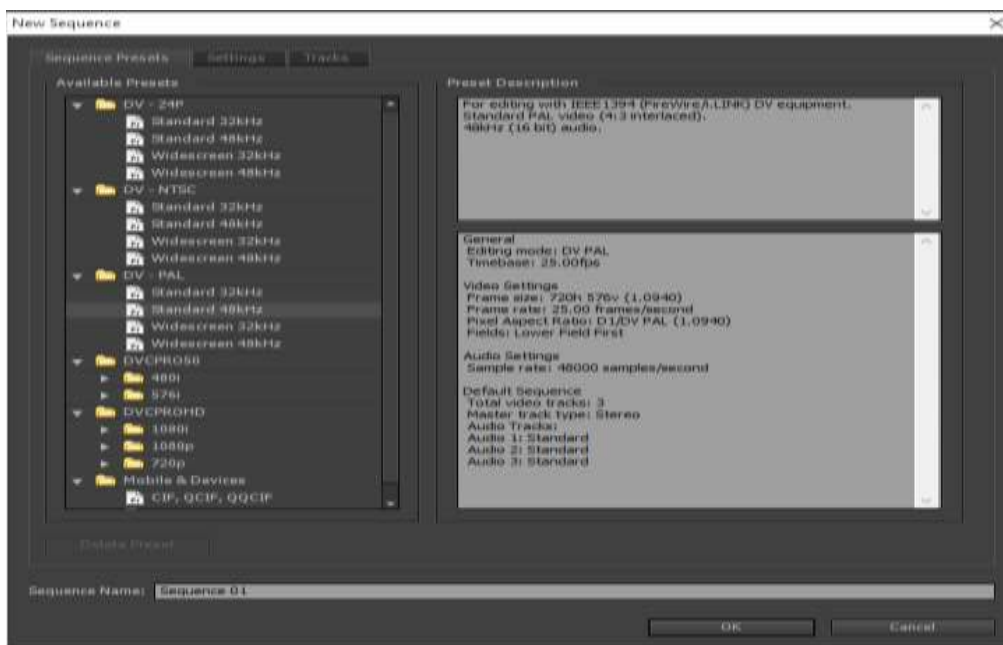 New Sequence
Sequence Presets
Settings
Tracks
Available Presets
DV - 24P
Standard 32kHz
Standard 48kHz
Widescreen 32kHz
Widescreen 48kHz
DV - NTSC
Standard 32kHz
Standard 48kHz
Widescreen 32kHz
Widescreen 48kHz
DV - PAL
Standard 32kHz
Standard 48kHz
Widescreen 32kHz
Widescreen 48kHz
DVCPRO50
480i
576i
DVCPROHD
1080i
1080p
720p
Mobile & Devices
CIF, QCIF, QQCIF
Delete Preset
Preset Description
For editing with IEEE1394 (FireWire/i.LINK) DV equipment.
Standard PAL video (4:3 interlaced).
48kHz (16 bit) audio.
General
Editing mode: DV PAL
Timebase: 25.00fps
Video Settings
Frame size: 720h 576v (1.0940)
Frame rate: 25.00 frames/second
Pixel Aspect Ratio: D1/DV PAL (1.0940)
Fields: Lower Field First
Audio Settings
Sample rate: 48000 samples/second
Default Sequence
Total video tracks: 3
Master track type: Stereo
Audio Tracks:
Audio 1: Standard
Audio 2: Standard
Audio 3: Standard
Sequence Name: Sequence 01
OK
Cancel